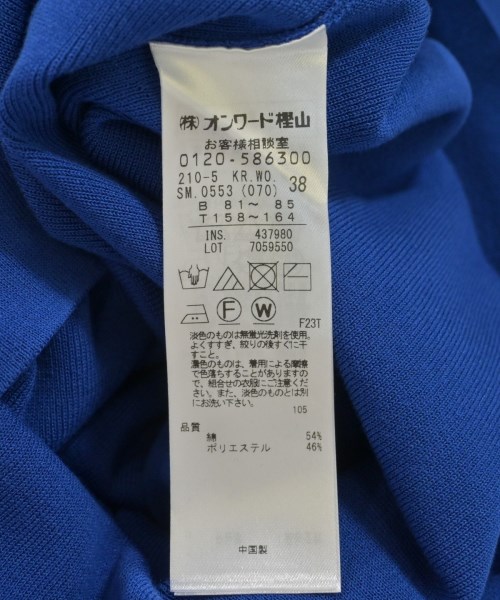 (株) オンワード樫山
お客様相談室
0120-586300
210-5 KR.WO. 38
SM.0553 (070)
B 81~ 85
T 158~164
INS. 437980
LOT 7059550
F W
F23T
淡色のものは無蛍光洗剤を使用。
よくすすぎ、絞りの後すぐに干
すこと。
濃色のものは、着用による摩擦
で色落ちすることがありますの
で、組合せの衣服にご注意くだ
さい。また、淡色のものとは別
にお洗い下さい。
105
品質
綿 54%
ポリエステル 46%
中国製